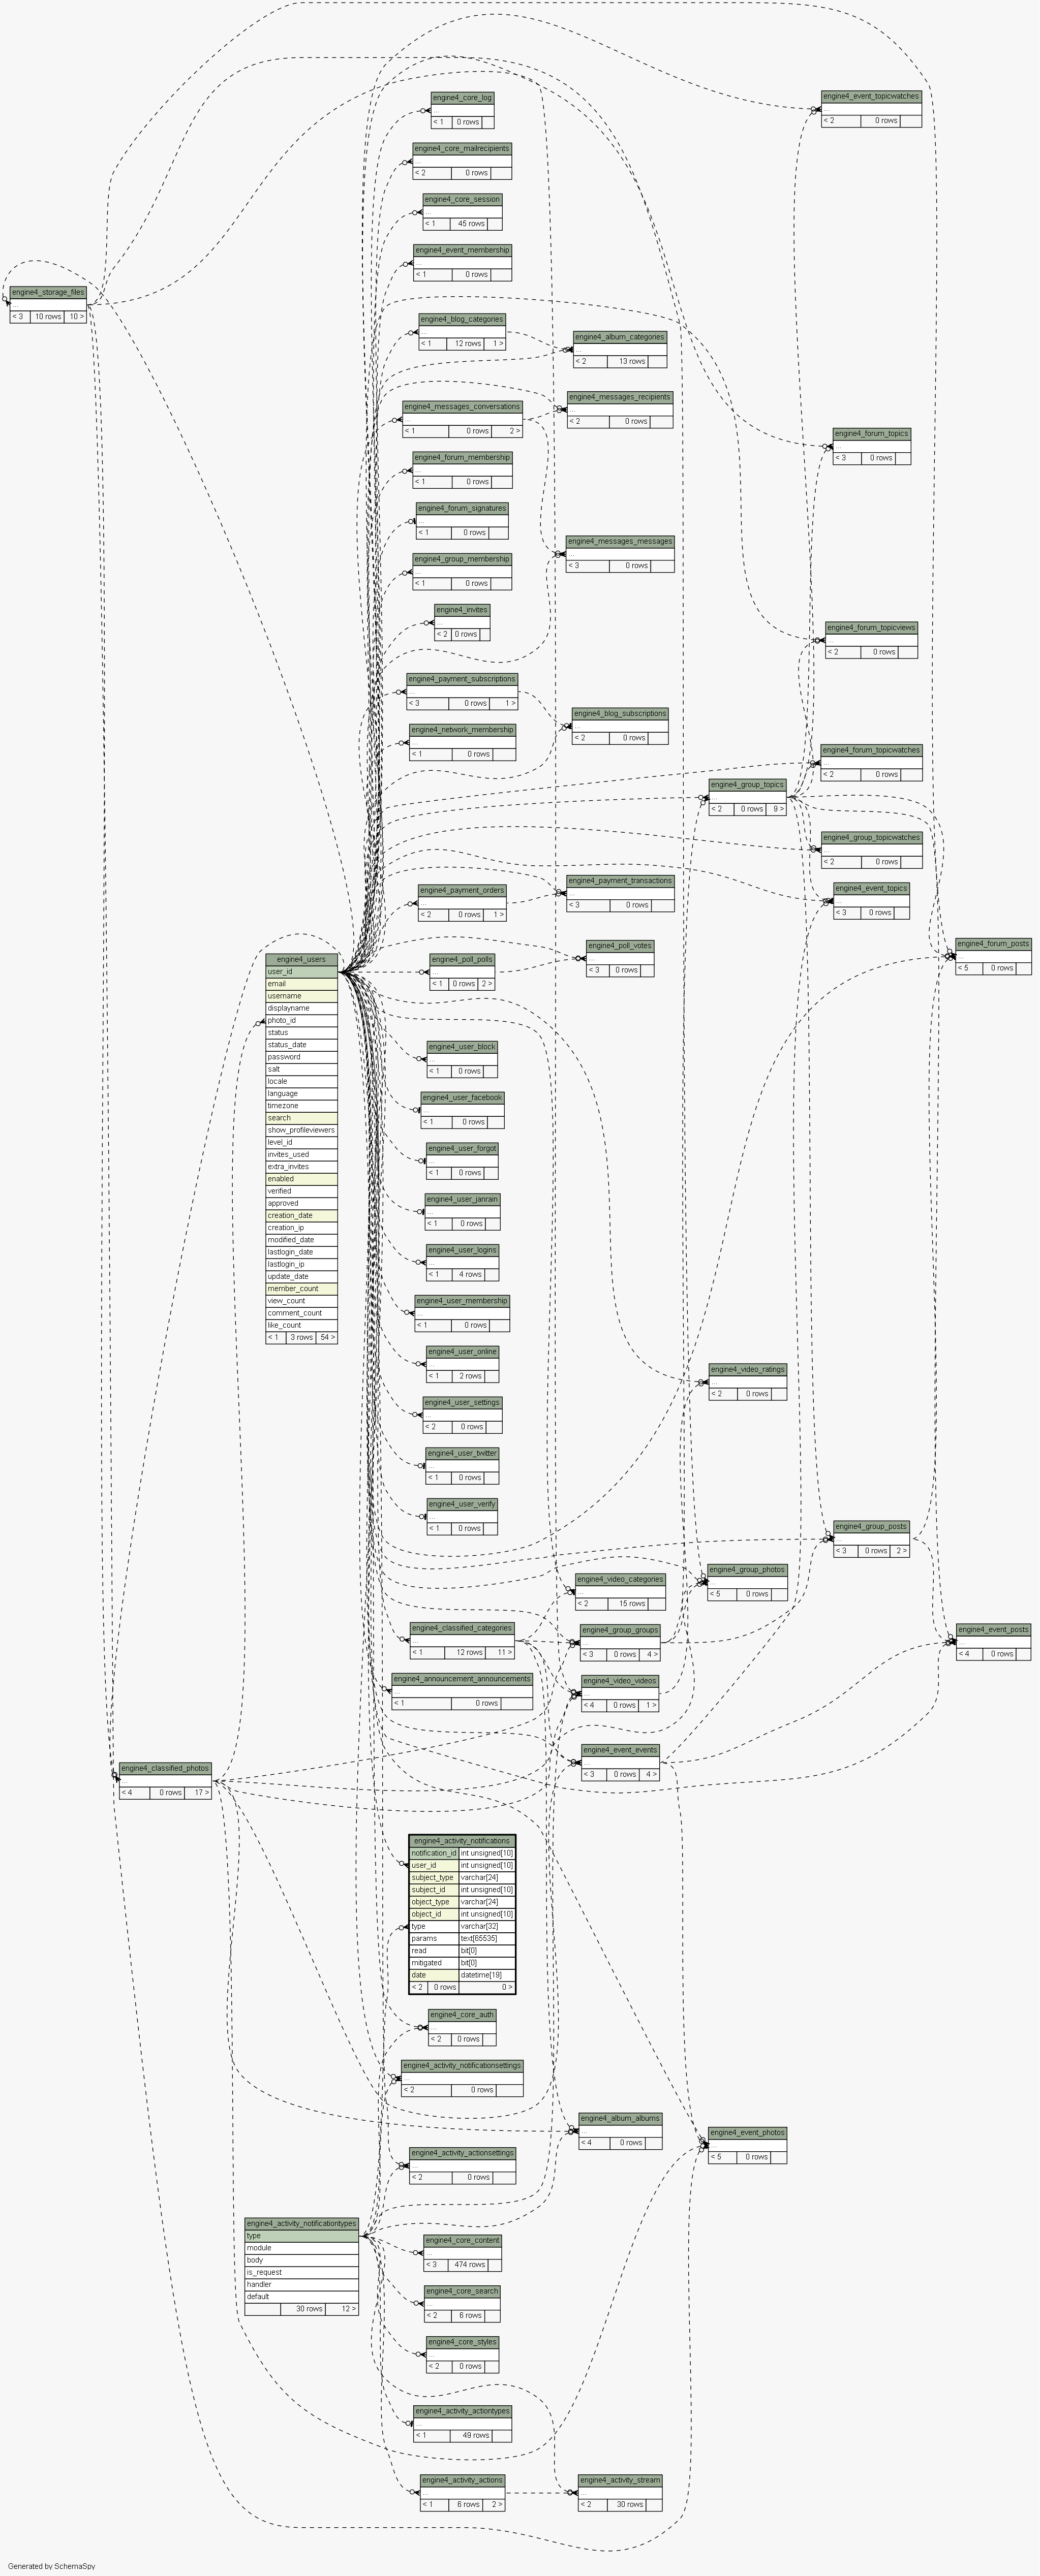 engine4_core_log
...
< 1 0 rows
engine4_event_topicwatches
...
< 2 0 rows
engine4_core_mailrecipients
...
< 2 0 rows
engine4_core_session
...
< 1 45 rows
engine4_event_membership
...
< 1 0 rows
engine4_storage_files
...
< 3 10 rows 10 >
engine4_blog_categories
...
< 1 12 rows 1 >
engine4_album_categories
...
< 2 13 rows
engine4_messages_recipients
...
< 2 0 rows
engine4_messages_conversations
...
< 1 0 rows 2 >
engine4_forum_topics
...
< 3 0 rows
engine4_forum_membership
...
< 1 0 rows
engine4_forum_signatures
...
< 1 0 rows
engine4_messages_messages
...
< 3 0 rows
engine4_group_membership
...
< 1 0 rows
engine4_invites
...
< 2 0 rows
engine4_forum_topicviews
...
< 2 0 rows
engine4_payment_subscriptions
...
< 3 0 rows 1 >
engine4_blog_subscriptions
...
< 2 0 rows
engine4_network_membership
...
< 1 0 rows
engine4_forum_topicwatches
...
< 2 0 rows
engine4_group_topics
...
< 2 0 rows 9 >
engine4_group_topicwatches
...
< 2 0 rows
engine4_payment_transactions
...
< 3 0 rows
engine4_payment_orders
...
< 2 0 rows 1 >
engine4_event_topics
...
< 3 0 rows
engine4_forum_posts
...
< 5 0 rows
engine4_poll_votes
...
< 3 0 rows
engine4_poll_polls
...
< 1 0 rows 2 >
engine4_users
user_id
email
username
displayname
photo_id
status
status_date
password
salt
locale
language
timezone
search
show_profileviewers
level_id
invites_used
extra_invites
enabled
verified
approved
creation_date
creation_ip
modified_date
lastlogin_date
lastlogin_ip
update_date
member_count
view_count
comment_count
like_count
< 1 3 rows 54 >
engine4_user_block
...
< 1 0 rows
engine4_user_facebook
...
< 1 0 rows
engine4_user_forgot
...
< 1 0 rows
engine4_user_janrain
...
< 1 0 rows
engine4_user_logins
...
< 1 4 rows
engine4_user_membership
...
< 1 0 rows
engine4_user_online
...
< 1 2 rows
engine4_video_ratings
...
< 2 0 rows
engine4_user_settings
...
< 2 0 rows
engine4_user_twitter
...
< 1 0 rows
engine4_user_verify
...
< 1 0 rows
engine4_group_posts
...
< 3 0 rows 2 >
engine4_group_photos
...
< 5 0 rows
engine4_video_categories
...
< 2 15 rows
engine4_classified_categories
...
< 1 12 rows 11 >
engine4_group_groups
...
< 3 0 rows 4 >
engine4_event_posts
...
< 4 0 rows
engine4_announcement_announcements
...
< 1 0 rows
engine4_video_videos
...
< 4 0 rows 1 >
engine4_event_events
...
< 3 0 rows 4 >
engine4_classified_photos
...
< 4 0 rows 17 >
engine4_activity_notifications
notification_id int unsigned[10]
user_id int unsigned[10]
subject_type varchar[24]
subject_id int unsigned[10]
object_type varchar[24]
object_id int unsigned[10]
type varchar[32]
params text[65535]
read bit[0]
mitigated bit[0]
date datetime[19]
< 2 0 rows 0 >
engine4_core_auth
...
< 2 0 rows
engine4_activity_notificationsettings
...
< 2 0 rows
engine4_album_albums
...
< 4 0 rows
engine4_event_photos
...
< 5 0 rows
engine4_activity_actionsettings
...
< 2 0 rows
engine4_activity_notificationtypes
type
module
body
is_request
handler
default
30 rows 12 >
engine4_core_content
...
< 3 474 rows
engine4_core_search
...
< 2 6 rows
engine4_core_styles
...
< 2 0 rows
engine4_activity_actiontypes
...
< 1 49 rows
engine4_activity_actions
...
< 1 6 rows 2 >
engine4_activity_stream
...
< 2 30 rows
Generated by SchemaSpy